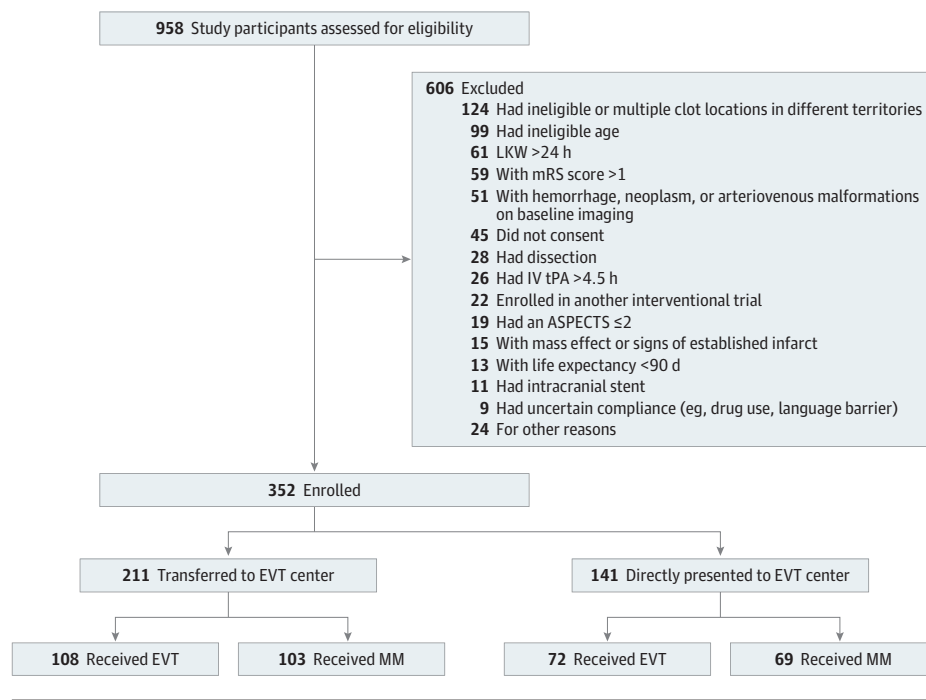 958 Study participants assessed for eligibility
606 Excluded
124 Had ineligible or multiple clot locations in different territories
99 Had ineligible age
61 LKW >24 h
59 With mRS score >1
51 With hemorrhage, neoplasm, or arteriovenous malformations
on baseline imaging
45 Did not consent
28 Had dissection
26 Had IV tPA >4.5 h
22 Enrolled in another interventional trial
19 Had an ASPECTS ≤2
15 With mass effect or signs of established infarct
13 With life expectancy <90 d
11 Had intracranial stent
9 Had uncertain compliance (eg, drug use, language barrier)
24 For other reasons
352 Enrolled
211 Transferred to EVT center
141 Directly presented to EVT center
108 Received EVT
103 Received MM
72 Received EVT
69 Received MM